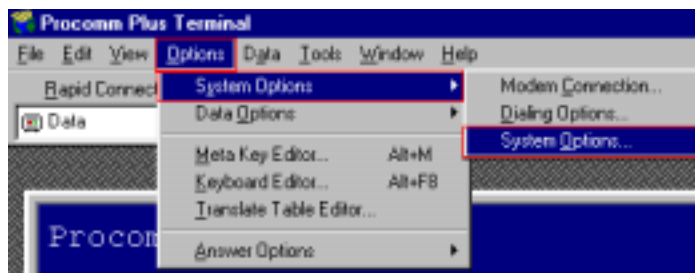 Procomm Plus Terminal
File Edit View Options Data Tools Window Help
Rapid Connect
Data
System Options
Data Options
Meta Key Editor... Alt+M
Keyboard Editor... Alt+F8
Translate Table Editor...
Answer Options
Modem Connection...
Dialing Options...
System Options...
Procom